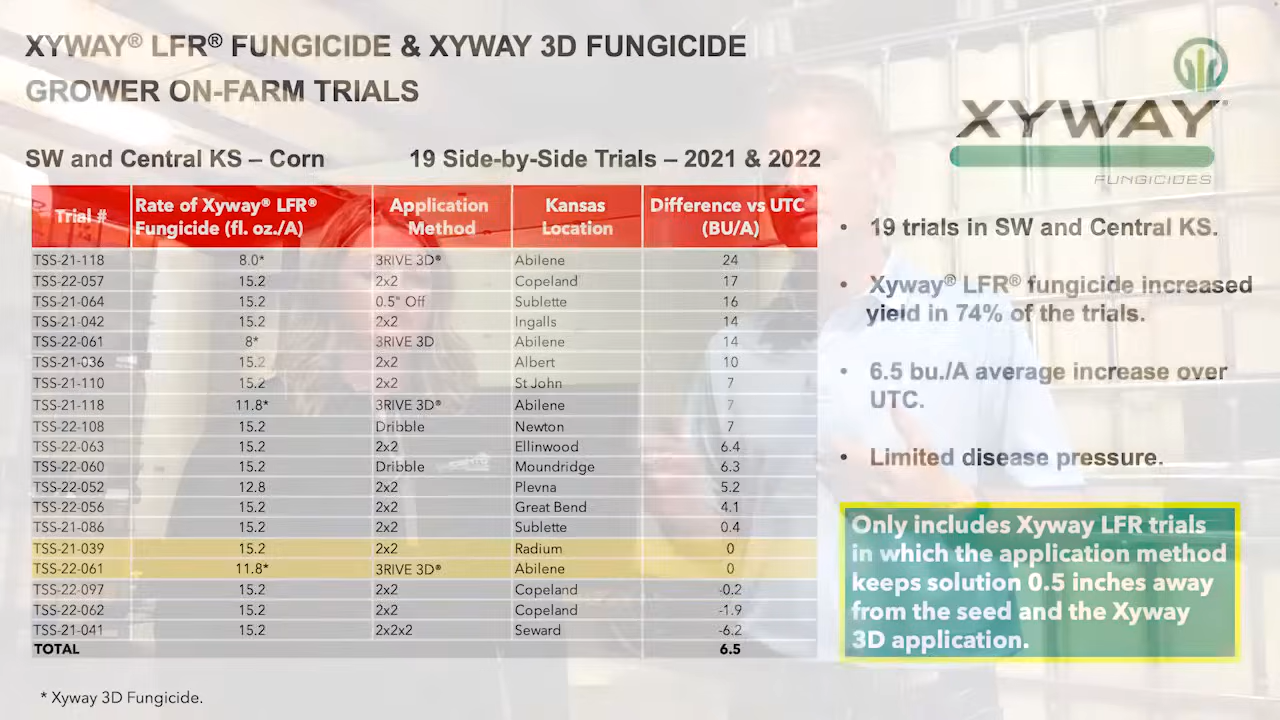 XYWAY® LFR® FUNGICIDE & XYWAY 3D FUNGICIDE
GROWER ON-FARM TRIALS
SW and Central KS – Corn 19 Side-by-Side Trials – 2021 & 2022
Trial # Rate of Xyway® LFR® Fungicide (fl. oz./A) Application Method Kansas Location Difference vs UTC (BU/A)
TSS-21-118 8.0* 3RIVE 3D® Abilene 24
TSS-22-057 15.2 2x2 Copeland 17
TSS-21-064 15.2 0.5" Off Sublette 16
TSS-21-042 15.2 2x2 Ingalls 14
TSS-22-061 8* 3RIVE 3D Abilene 14
TSS-21-036 15.2 2x2 Albert 10
TSS-21-110 15.2 2x2 St John 7
TSS-21-118 11.8* 3RIVE 3D® Abilene 7
TSS-22-108 15.2 Dribble Newton 7
TSS-22-063 15.2 2x2 Ellinwood 6.4
TSS-22-060 15.2 Dribble Moundridge 6.3
TSS-22-052 12.8 2x2 Plevna 5.2
TSS-22-056 15.2 2x2 Great Bend 4.1
TSS-21-086 15.2 2x2 Sublette 0.4
TSS-21-039 15.2 2x2 Radium 0
TSS-22-061 11.8* 3RIVE 3D® Abilene 0
TSS-22-097 15.2 2x2 Copeland -0.2
TSS-22-062 15.2 2x2 Copeland -1.9
TSS-21-041 15.2 2x2x2 Seward -6.2
TOTAL 6.5
* Xyway 3D Fungicide.
XYWAY®
FUNGICIDES
• 19 trials in SW and Central KS.
• Xyway® LFR® fungicide increased
yield in 74% of the trials.
• 6.5 bu./A average increase over
UTC.
• Limited disease pressure.
Only includes Xyway LFR trials
in which the application method
keeps solution 0.5 inches away
from the seed and the Xyway
3D application.